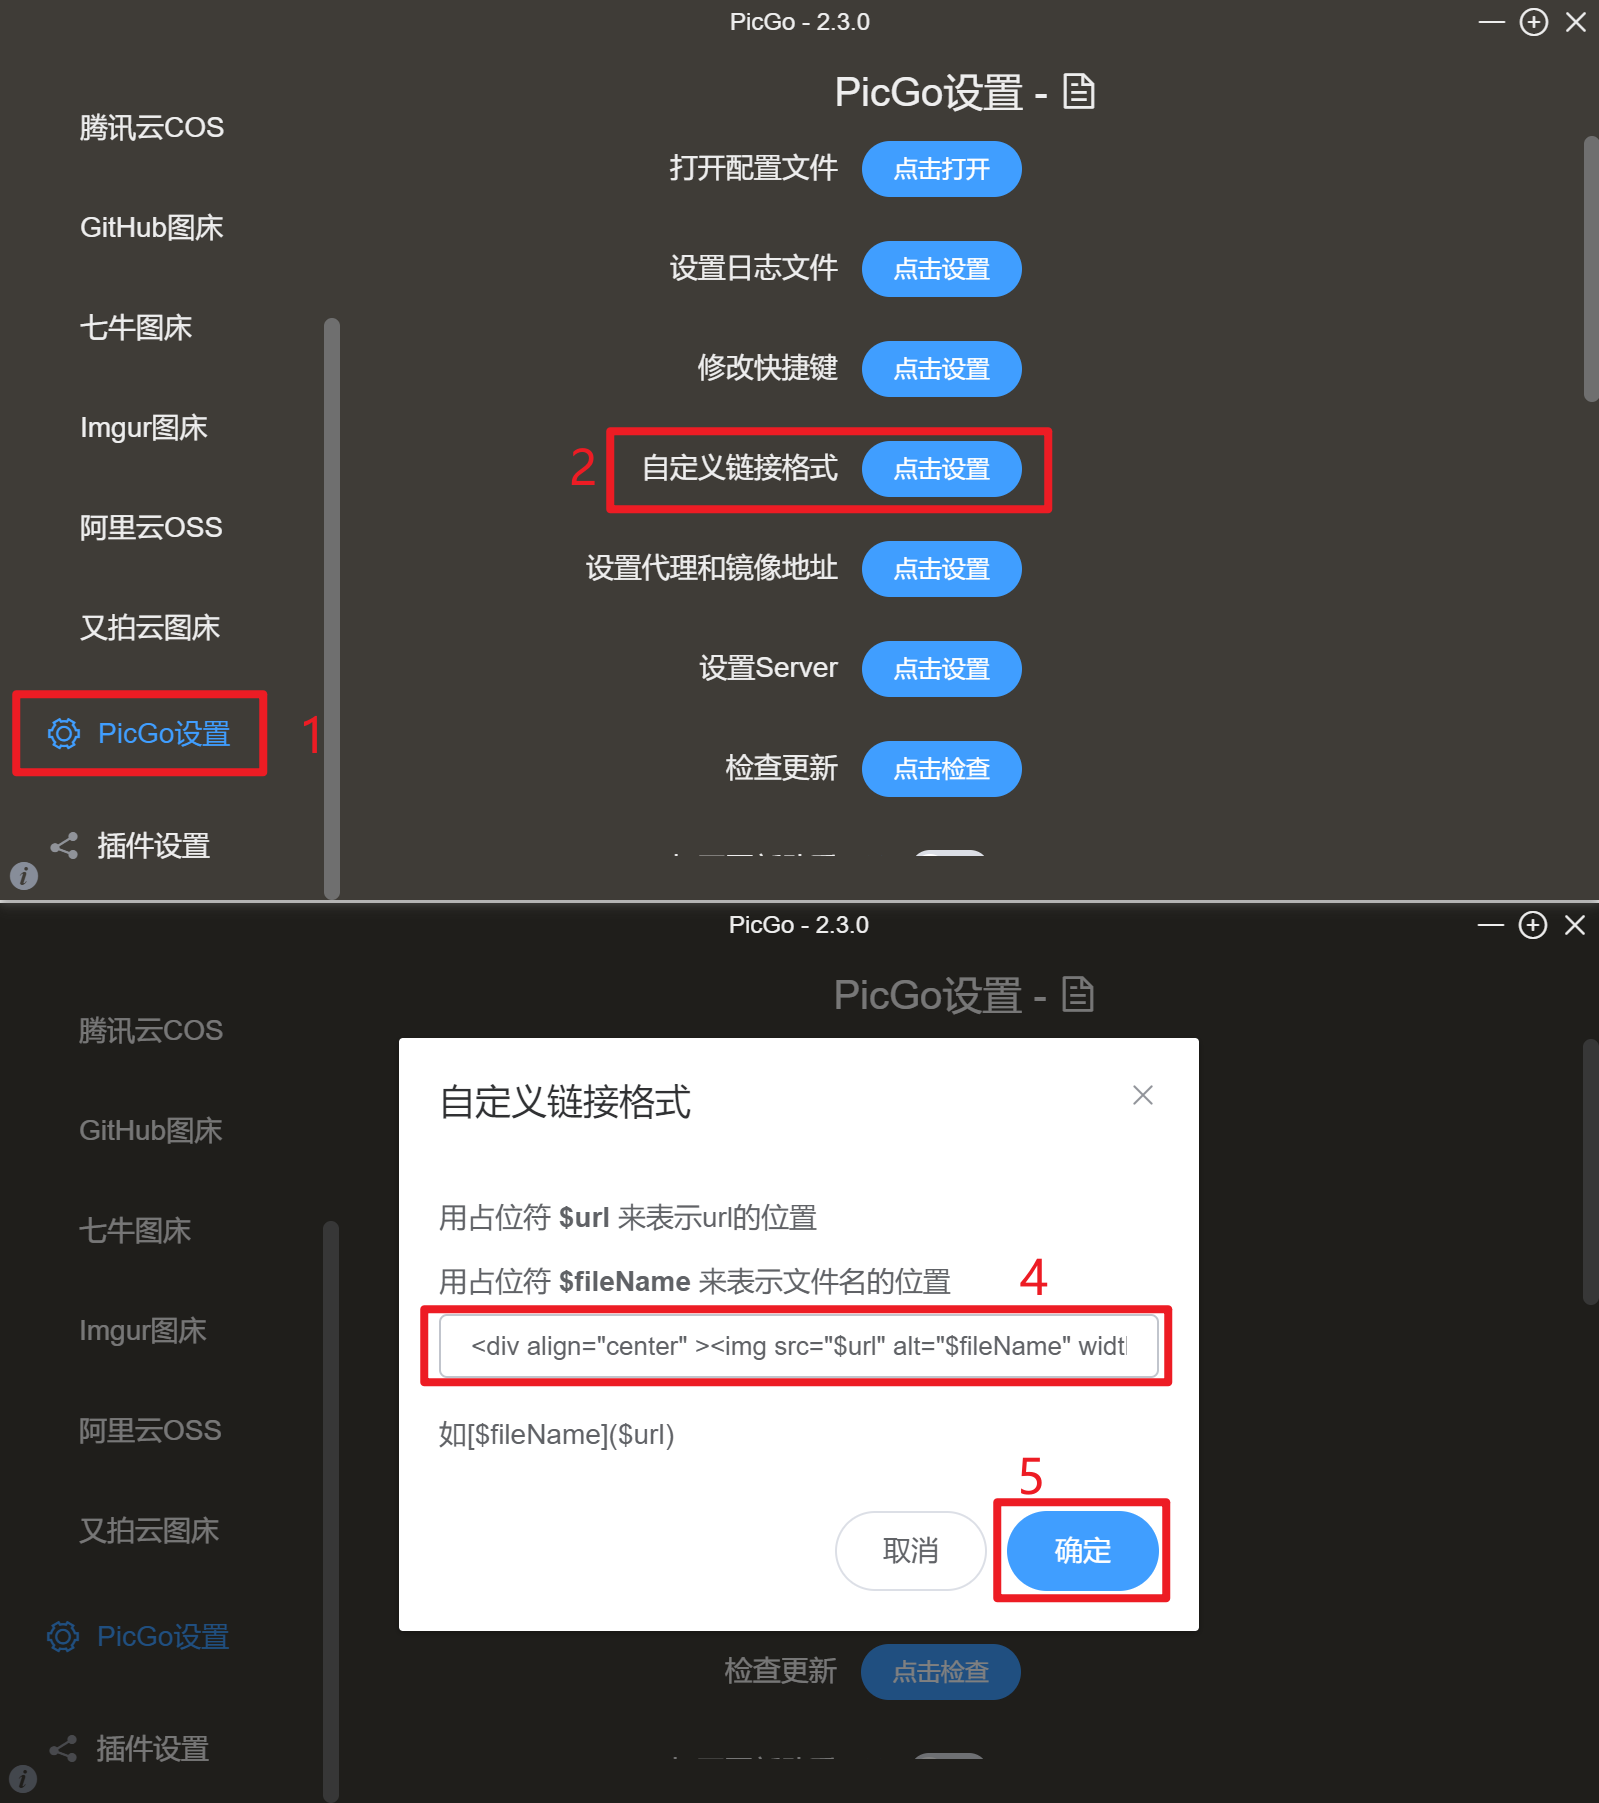 PicGo - 2.3.0
PicGo设置 -
腾讯云COS
打开配置文件 点击打开
GitHub图床
设置日志文件 点击设置
七牛图床
修改快捷键 点击设置
Imgur图床
2 自定义链接格式 点击设置
阿里云OSS
设置代理和镜像地址 点击设置
又拍云图床
设置Server 点击设置
PicGo设置 1
检查更新 点击检查
插件设置
PicGo - 2.3.0
PicGo设置 -
腾讯云COS
自定义链接格式
GitHub图床
用占位符 $url 来表示url的位置
七牛图床
用占位符 $fileName 来表示文件名的位置 4
Imgur图床
<div align="center" ><img src="$url" alt="$fileName" widt
阿里云OSS
如[$fileName]($url)
5
又拍云图床
取消 确定
PicGo设置
检查更新 点击检查
插件设置